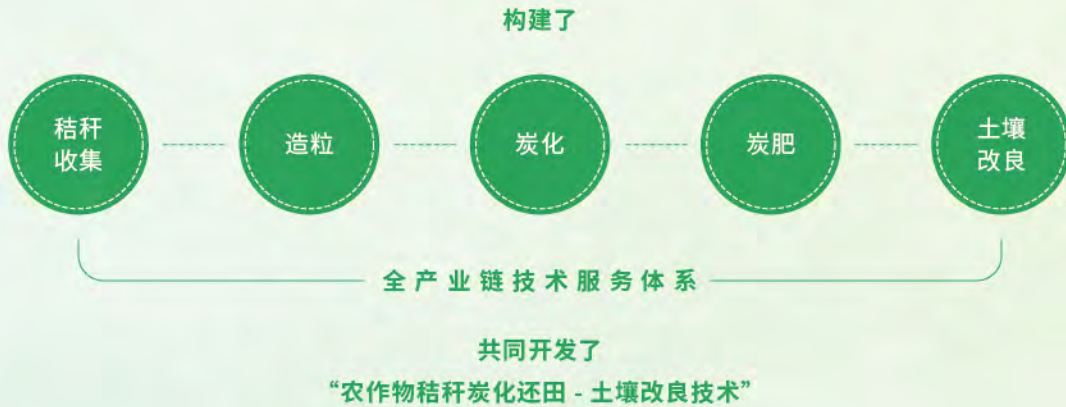 构建了
秸秆
收集
造粒
炭化
炭肥
土壤
改良
全产业链技术服务体系
共同开发了
“农作物秸秆炭化还田 - 土壤改良技术”